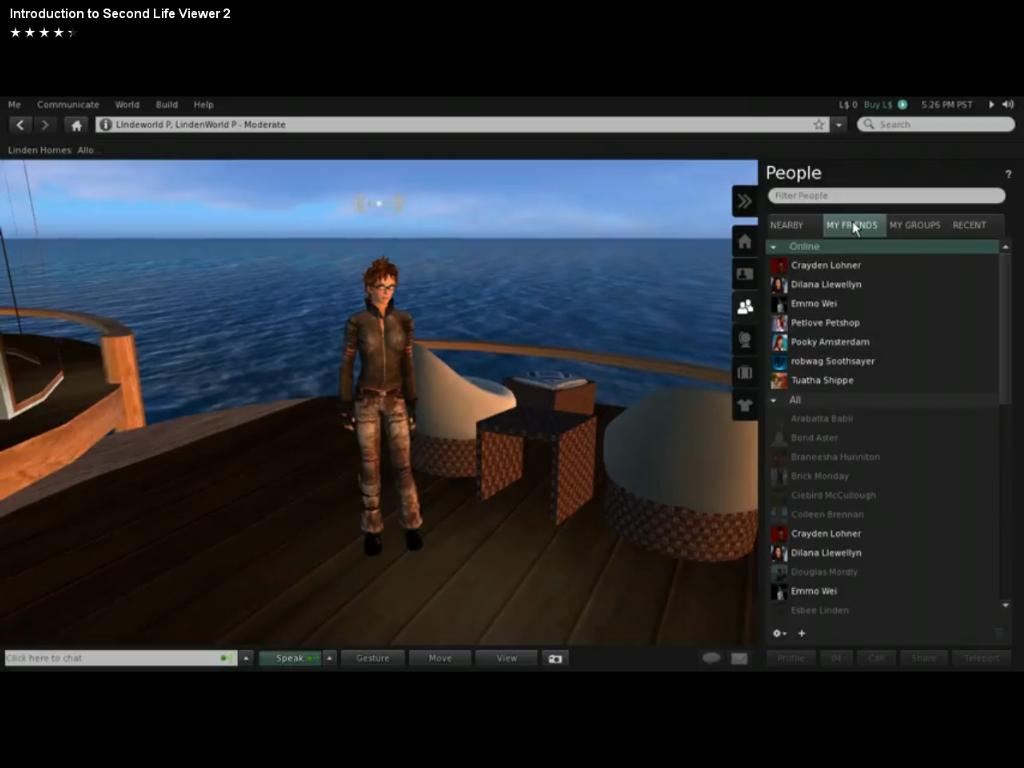 Introduction to Second Life Viewer 2
Me Communicate World Build Help L$ 0 Buy L$ 5:26 PM PST
Lindeworld P, LindenWorld P - Moderate Search
Linden Homes: Allo...
People ?
Filter People
NEARBY MY FRIENDS MY GROUPS RECENT
Online
Crayden Lohner
Dilana Llewellyn
Emmo Wei
Petlove Petshop
Pooky Amsterdam
robwag Soothsayer
Tuatha Shippe
All
Arabatta Babii
Bond Aster
Braneesha Hunniton
Brick Monday
Ciebird McCullough
Colleen Brennan
Crayden Lohner
Dilana Llewellyn
Douglas Mordly
Emmo Wei
Esbee Linden
Click here to chat Speak Gesture Move View Profile IM Call Share Teleport